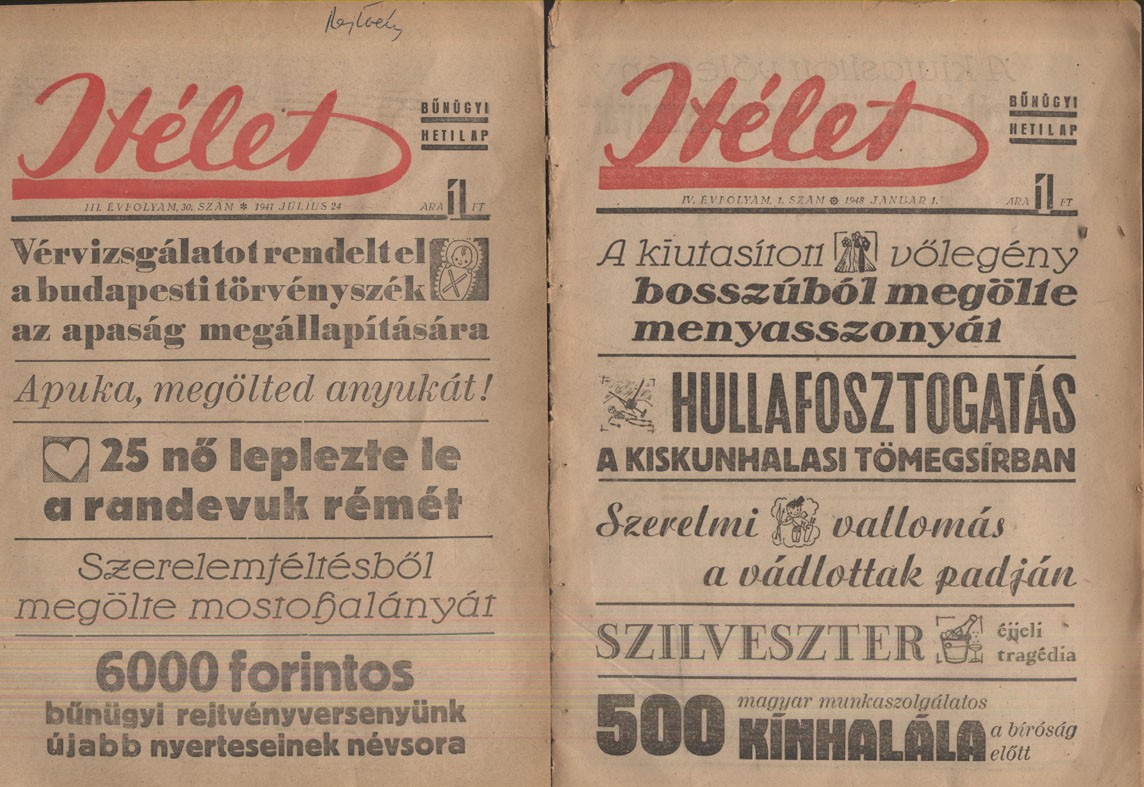 Itélet
BŰNÜGYI
HETILAP
III. ÉVFOLYAM, 30. SZÁM ✱ 1947 JÚLIUS 24
ÁRA 1 FT
Vérvizsgálatot rendelt el
a budapesti törvényszék
az apaság megállapítására
Apuka, megölted anyukát!
25 nő leplezte le
a randevuk rémét
Szerelemféltésből
megölte mostohalányát
6000 forintos
bűnügyi rejtvényversenyünk
újabb nyerteseinek névsora
Itélet
BŰNÜGYI
HETILAP
IV. ÉVFOLYAM, 1. SZÁM ✱ 1948 JANUÁR 1.
ÁRA 1 FT
A kiutasított vőlegény
bosszúból megölte
menyasszonyát
HULLAFOSZTOGATÁS
A KISKUNHALASI TÖMEGSÍRBAN
Szerelmi vallomás
a vádlottak padján
SZILVESZTER éjjeli
tragédia
500 magyar munkaszolgálatos
KÍNHALÁLA a bíróság
előtt